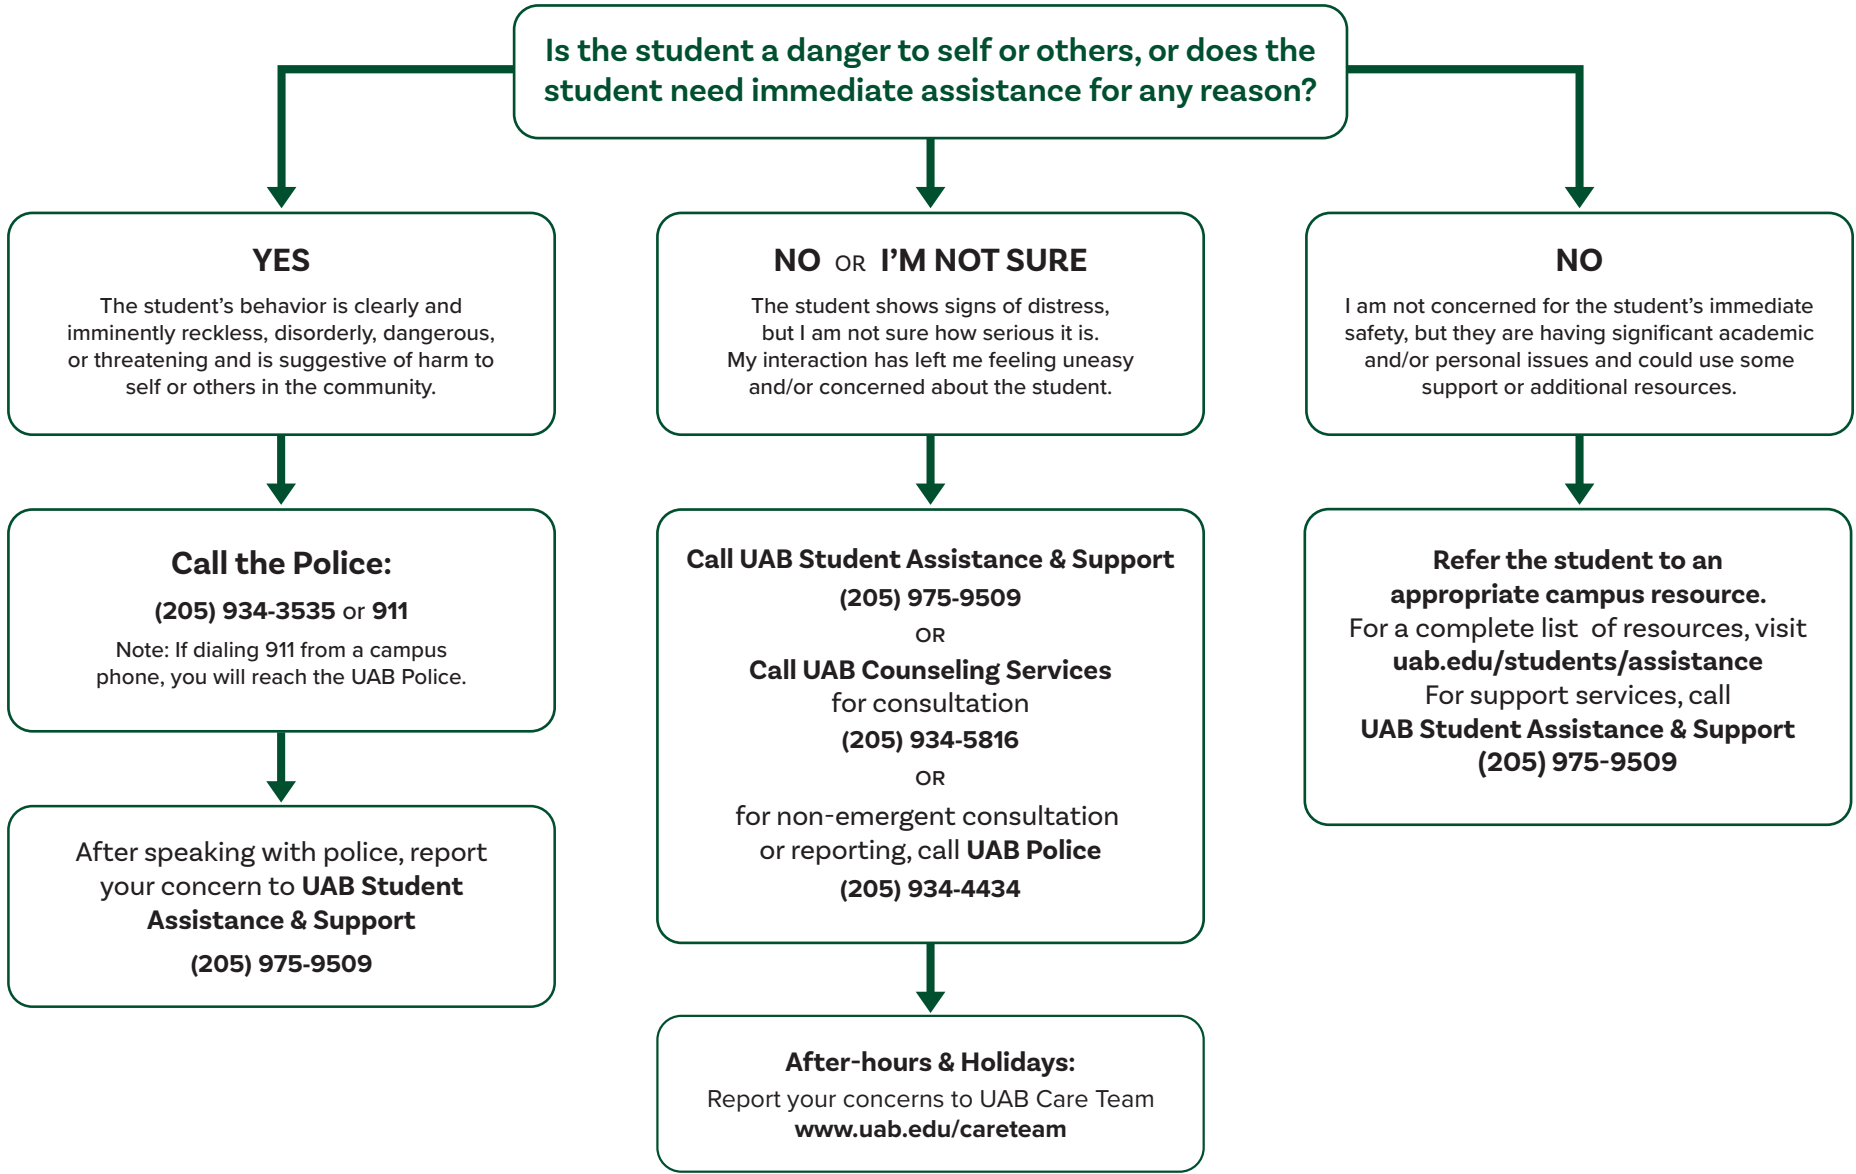 Is the student a danger to self or others, or does the
student need immediate assistance for any reason?
YES
The student’s behavior is clearly and
imminently reckless, disorderly, dangerous,
or threatening and is suggestive of harm to
self or others in the community.
Call the Police:
(205) 934-3535 or 911
Note: If dialing 911 from a campus
phone, you will reach the UAB Police.
After speaking with police, report
your concern to UAB Student
Assistance & Support
(205) 975-9509
NO OR I’M NOT SURE
The student shows signs of distress,
but I am not sure how serious it is.
My interaction has left me feeling uneasy
and/or concerned about the student.
Call UAB Student Assistance & Support
(205) 975-9509
OR
Call UAB Counseling Services
for consultation
(205) 934-5816
OR
for non-emergent consultation
or reporting, call UAB Police
(205) 934-4434
After-hours & Holidays:
Report your concerns to UAB Care Team
www.uab.edu/careteam
NO
I am not concerned for the student’s immediate
safety, but they are having significant academic
and/or personal issues and could use some
support or additional resources.
Refer the student to an
appropriate campus resource.
For a complete list of resources, visit
uab.edu/students/assistance
For support services, call
UAB Student Assistance & Support
(205) 975-9509